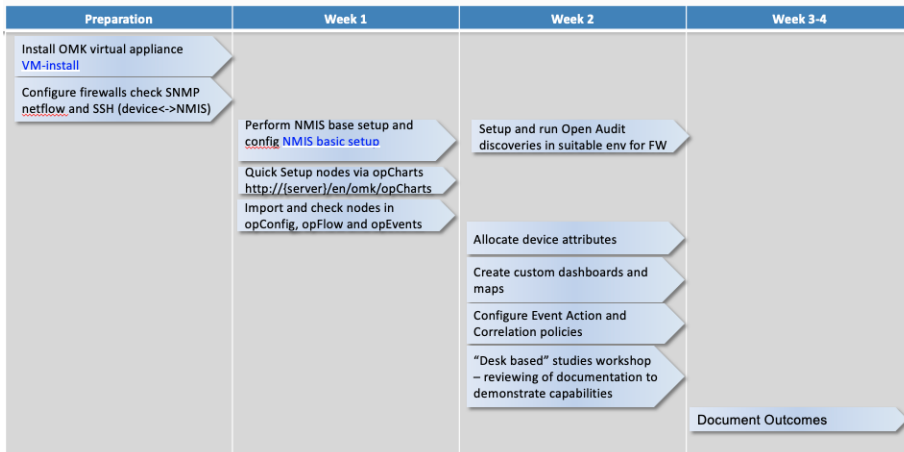 Preparation
Week 1
Week 2
Week 3-4
Install OMK virtual appliance
VM-install
Configure firewalls check SNMP
netflow and SSH (device<->NMIS)
Perform NMIS base setup and
config NMIS basic setup
Quick Setup nodes via opCharts
http://{server}/en/omk/opCharts
Import and check nodes in
opConfig, opFlow and opEvents
Setup and run Open Audit
discoveries in suitable env for FW
Allocate device attributes
Create custom dashboards and
maps
Configure Event Action and
Correlation policies
“Desk based” studies workshop
– reviewing of documentation to
demonstrate capabilities
Document Outcomes